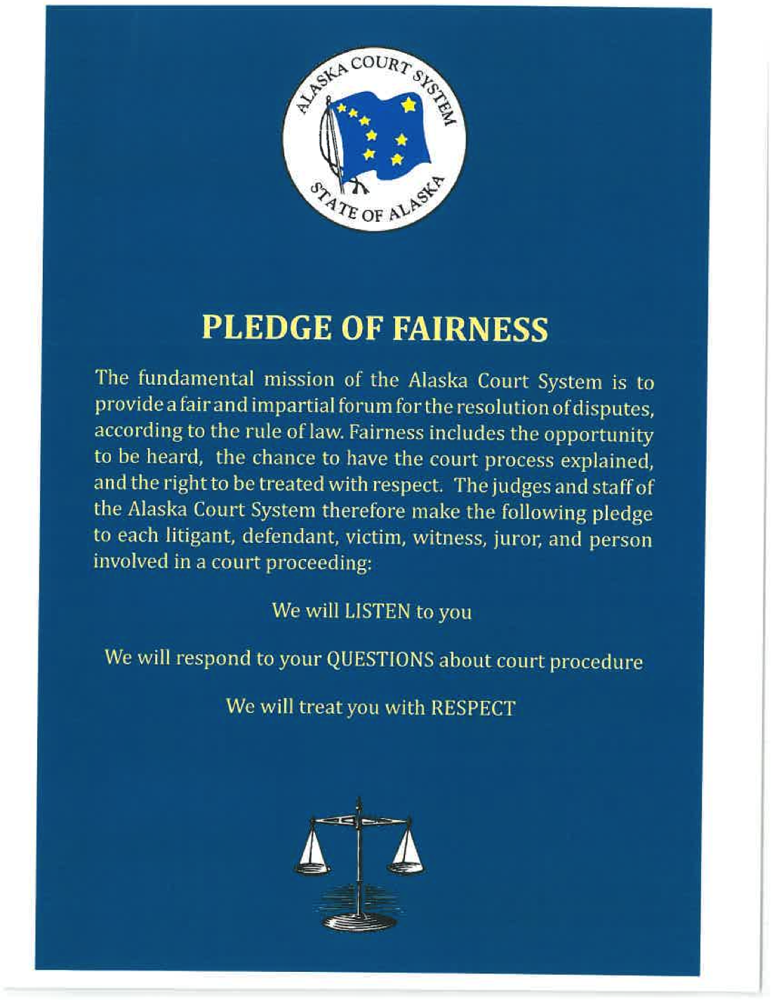 ALASKA COURT SYSTEM
STATE OF ALASKA
PLEDGE OF FAIRNESS
The fundamental mission of the Alaska Court System is to
provide a fair and impartial forum for the resolution of disputes,
according to the rule of law. Fairness includes the opportunity
to be heard, the chance to have the court process explained,
and the right to be treated with respect. The judges and staff of
the Alaska Court System therefore make the following pledge
to each litigant, defendant, victim, witness, juror, and person
involved in a court proceeding:
We will LISTEN to you
We will respond to your QUESTIONS about court procedure
We will treat you with RESPECT